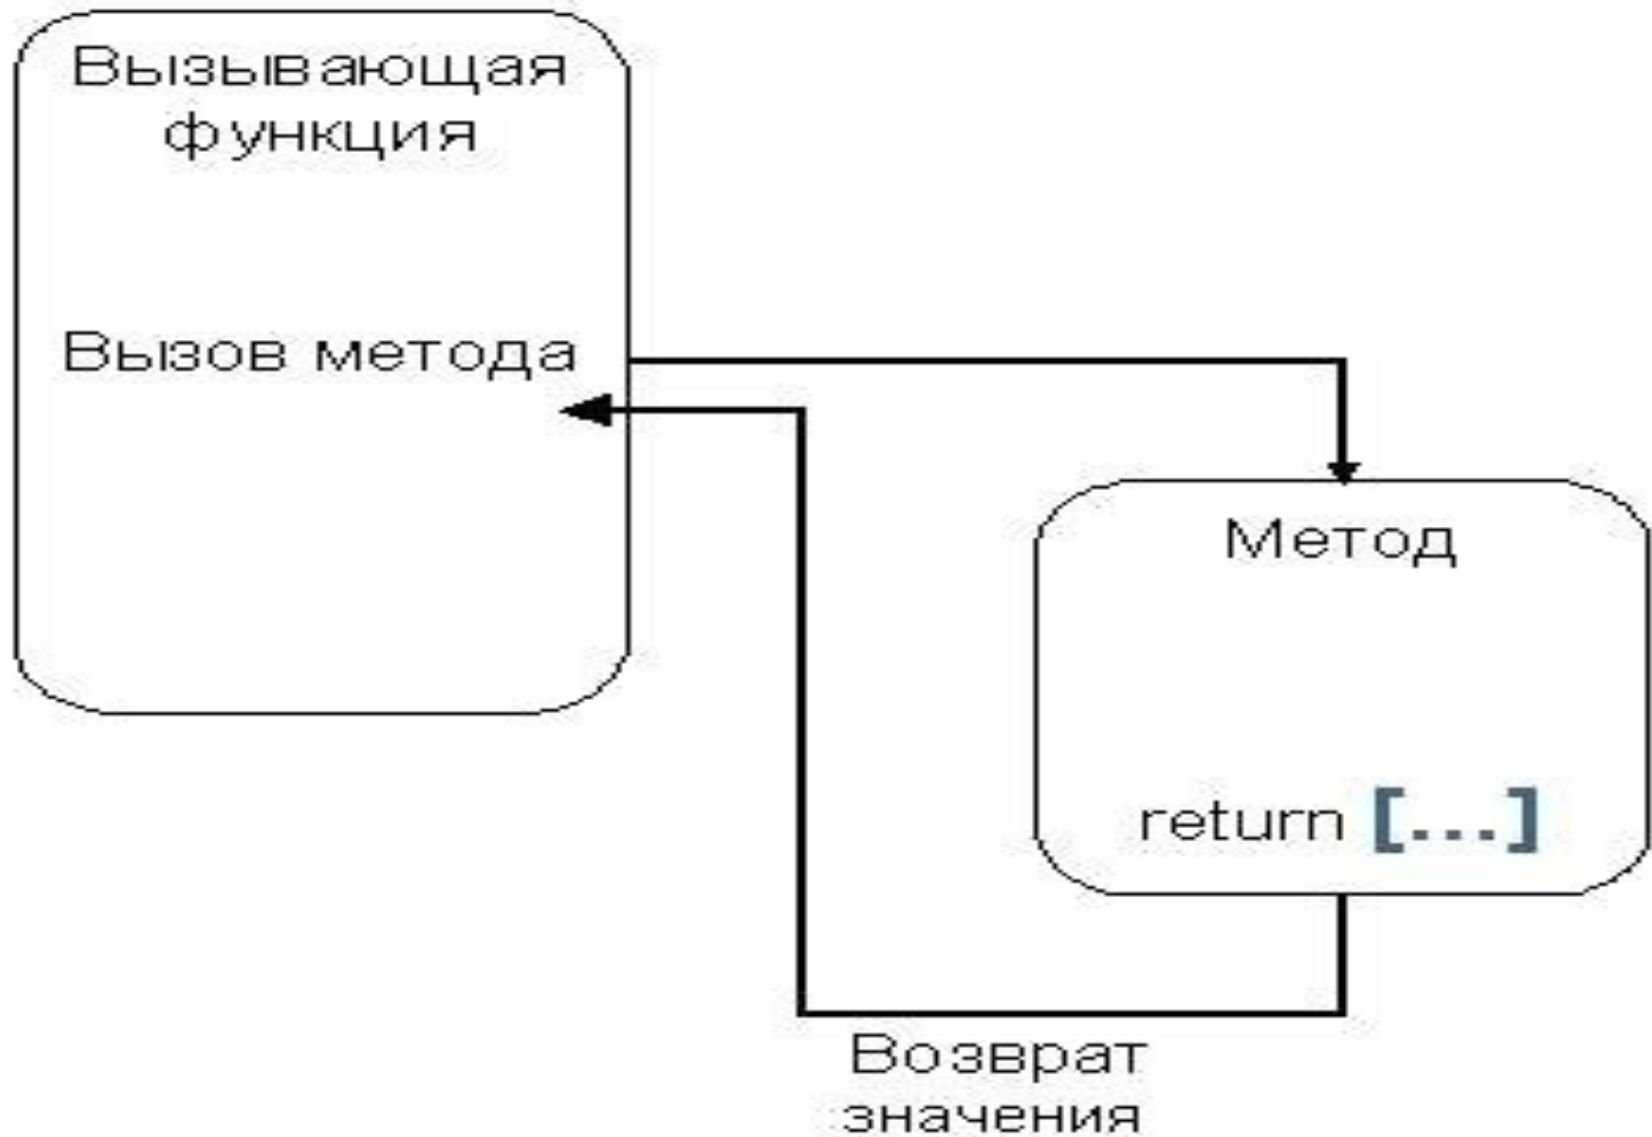 Вызывающая
функция
Вызов метода
Метод
return [...]
Возврат
значения